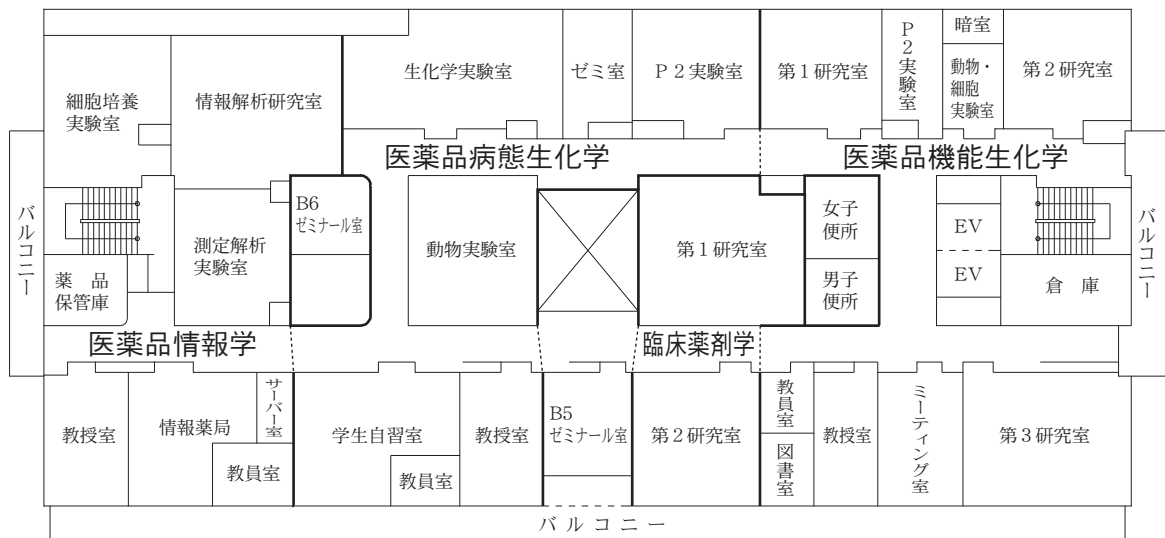 生化学実験室
ゼミ室
P2実験室
第1研究室
P2実験室
暗室
動物・
細胞
実験室
第2研究室
細胞培養
実験室
情報解析研究室
医薬品病態生化学
医薬品機能生化学
バルコニー
B6
ゼミナール室
測定解析
実験室
動物実験室
第1研究室
女子
便所
男子
便所
EV
EV
倉庫
バルコニー
薬品
保管庫
医薬品情報学
臨床薬剤学
教授室
情報薬局
サーバー室
教員室
学生自習室
教員室
教授室
B5
ゼミナール室
第2研究室
教員室
図書室
教授室
ミーティング室
第3研究室
バルコニー